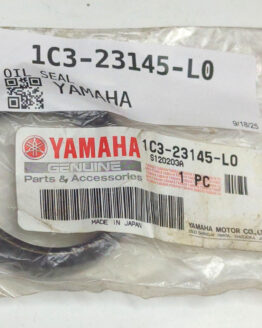 1C3-23145-L0
OIL SEAL
YAMAHA
9/18/25
YAMAHA
GENUINE
Parts & Accessories
1C3-23145-L0
S120203A
1 PC
MADE IN JAPAN
YAMAHA MOTOR CO.,